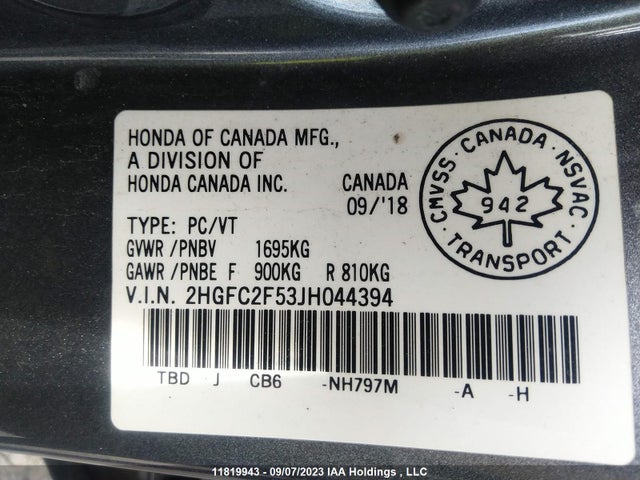 HONDA OF CANADA MFG.,
A DIVISION OF
HONDA CANADA INC.
CANADA
09/'18
TYPE: PC/VT
GVWR /PNBV 1695KG
GAWR /PNBE F 900KG R 810KG
V.I.N. 2HGFC2F53JH044394
TBD J CB6 -NH797M -A -H
CMVSS · CANADA · NSVAC
942
· TRANSPORT ·
11819943 - 09/07/2023 IAA Holdings , LLC